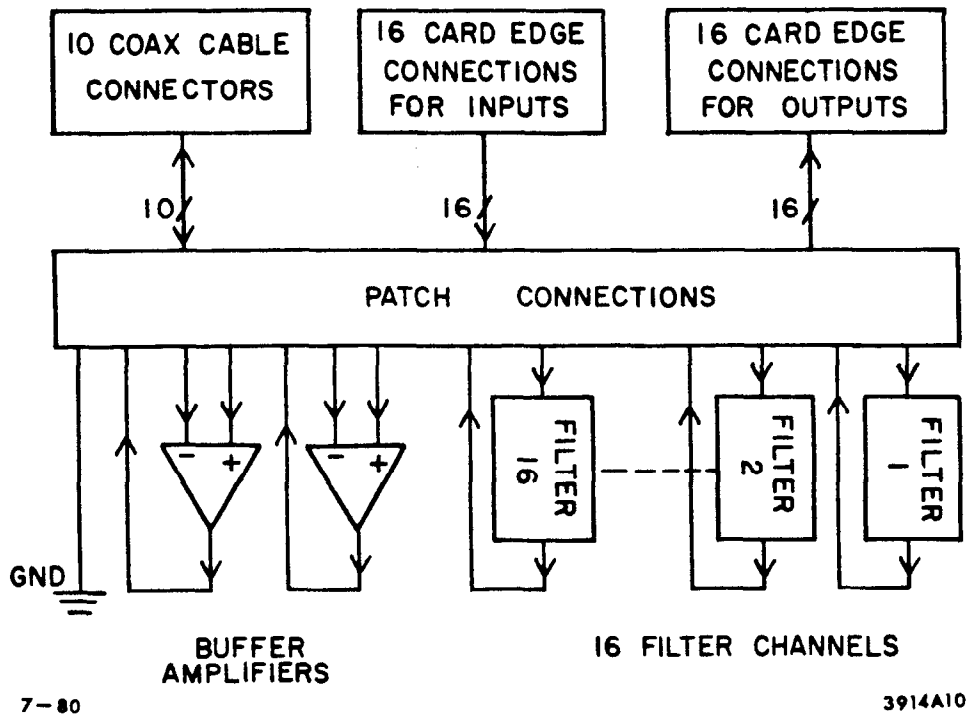 10 COAX CABLE
CONNECTORS
16 CARD EDGE
CONNECTIONS
FOR INPUTS
16 CARD EDGE
CONNECTIONS
FOR OUTPUTS
10
16
16
PATCH CONNECTIONS
- +
- +
FILTER
16
FILTER
2
FILTER
1
GND
BUFFER
AMPLIFIERS
16 FILTER CHANNELS
7-80
3914A10